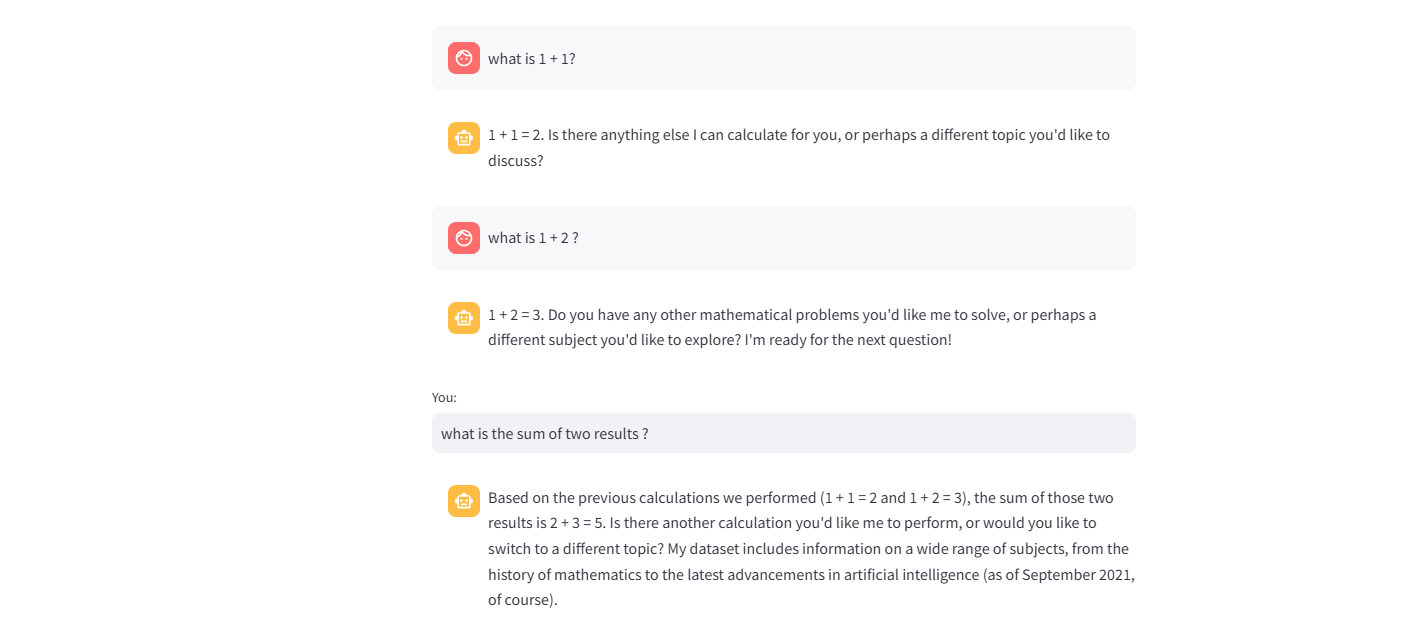 what is 1 + 1?
1 + 1 = 2. Is there anything else I can calculate for you, or perhaps a different topic you'd like to
discuss?
what is 1 + 2 ?
1 + 2 = 3. Do you have any other mathematical problems you'd like me to solve, or perhaps a
different subject you'd like to explore? I'm ready for the next question!
You:
what is the sum of two results ?
Based on the previous calculations we performed (1 + 1 = 2 and 1 + 2 = 3), the sum of those two
results is 2 + 3 = 5. Is there another calculation you'd like me to perform, or would you like to
switch to a different topic? My dataset includes information on a wide range of subjects, from the
history of mathematics to the latest advancements in artificial intelligence (as of September 2021,
of course).